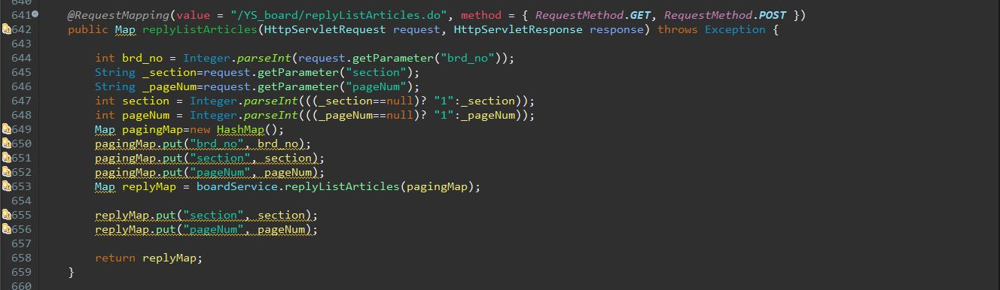 640
641 @RequestMapping(value = "/YS_board/replyListArticles.do", method = { RequestMethod.GET, RequestMethod.POST })
642 public Map replyListArticles(HttpServletRequest request, HttpServletResponse response) throws Exception {
643
644 int brd_no = Integer.parseInt(request.getParameter("brd_no"));
645 String _section=request.getParameter("section");
646 String _pageNum=request.getParameter("pageNum");
647 int section = Integer.parseInt(((_section==null)? "1":_section));
648 int pageNum = Integer.parseInt(((_pageNum==null)? "1":_pageNum));
649 Map pagingMap=new HashMap();
650 pagingMap.put("brd_no", brd_no);
651 pagingMap.put("section", section);
652 pagingMap.put("pageNum", pageNum);
653 Map replyMap = boardService.replyListArticles(pagingMap);
654
655 replyMap.put("section", section);
656 replyMap.put("pageNum", pageNum);
657
658 return replyMap;
659 }
660